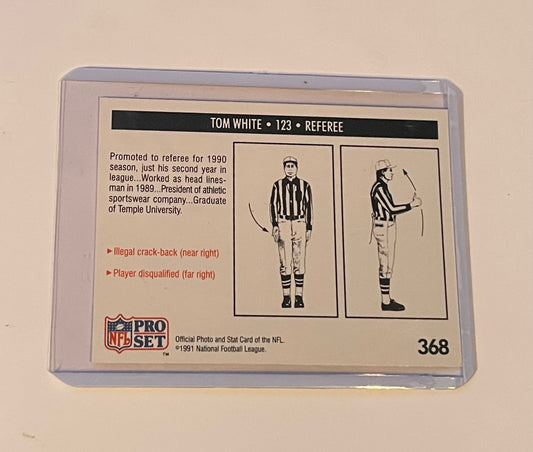 TOM WHITE • 123 • REFEREE
Promoted to referee for 1990
season, just his second year in
league...Worked as head lines-
man in 1989...President of athletic
sportswear company...Graduate
of Temple University.
▸ Illegal crack-back (near right)
▸ Player disqualified (far right)
NFL
PRO
SET
™
Official Photo and Stat Card of the NFL.
©1991 National Football League.
368